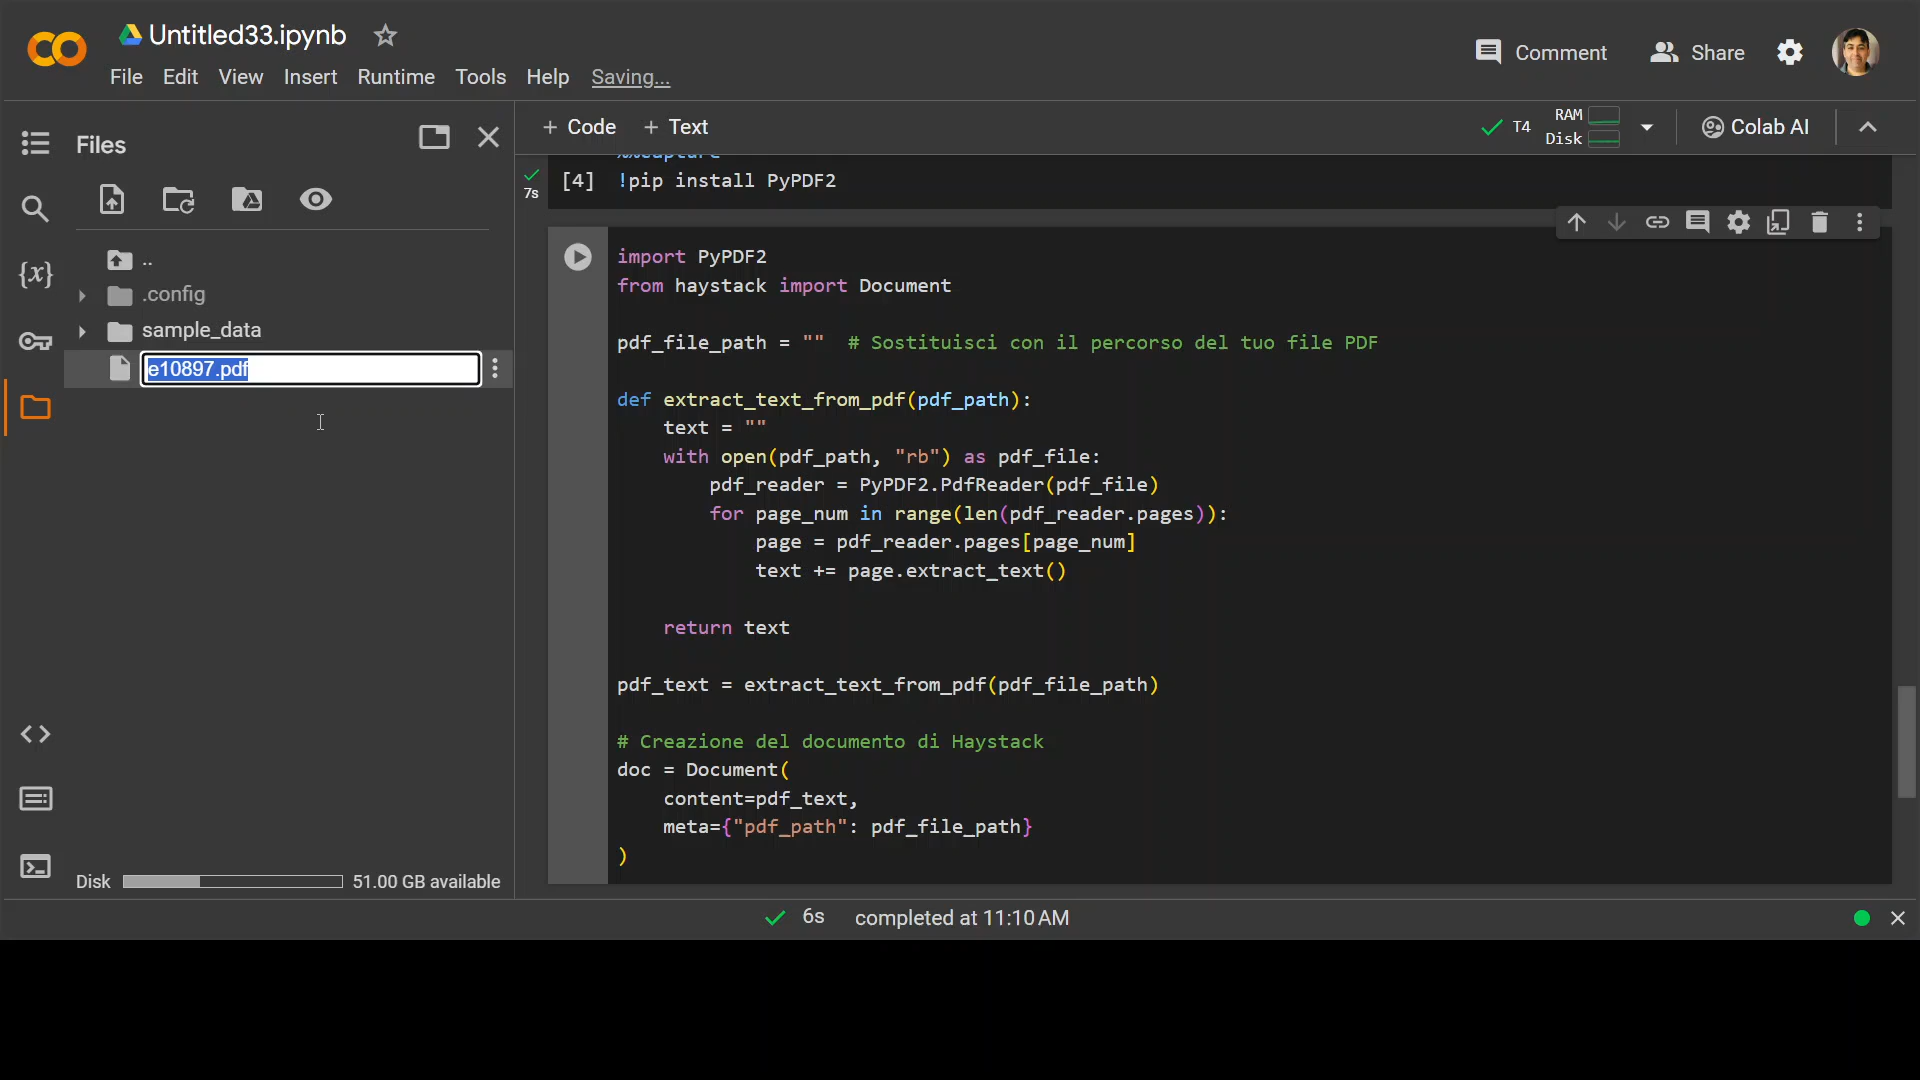 Untitled33.ipynb
File Edit View Insert Runtime Tools Help Saving...
Comment Share
Files
+ Code + Text
T4 RAM Disk
Colab AI
7s
[4] !pip install PyPDF2
..
.config
sample_data
e10897.pdf
{x}
import PyPDF2
from haystack import Document
pdf_file_path = "" # Sostituisci con il percorso del tuo file PDF
def extract_text_from_pdf(pdf_path):
text = ""
with open(pdf_path, "rb") as pdf_file:
pdf_reader = PyPDF2.PdfReader(pdf_file)
for page_num in range(len(pdf_reader.pages)):
page = pdf_reader.pages[page_num]
text += page.extract_text()
return text
pdf_text = extract_text_from_pdf(pdf_file_path)
# Creazione del documento di Haystack
doc = Document(
content=pdf_text,
meta={"pdf_path": pdf_file_path}
)
Disk 51.00 GB available
6s completed at 11:10 AM